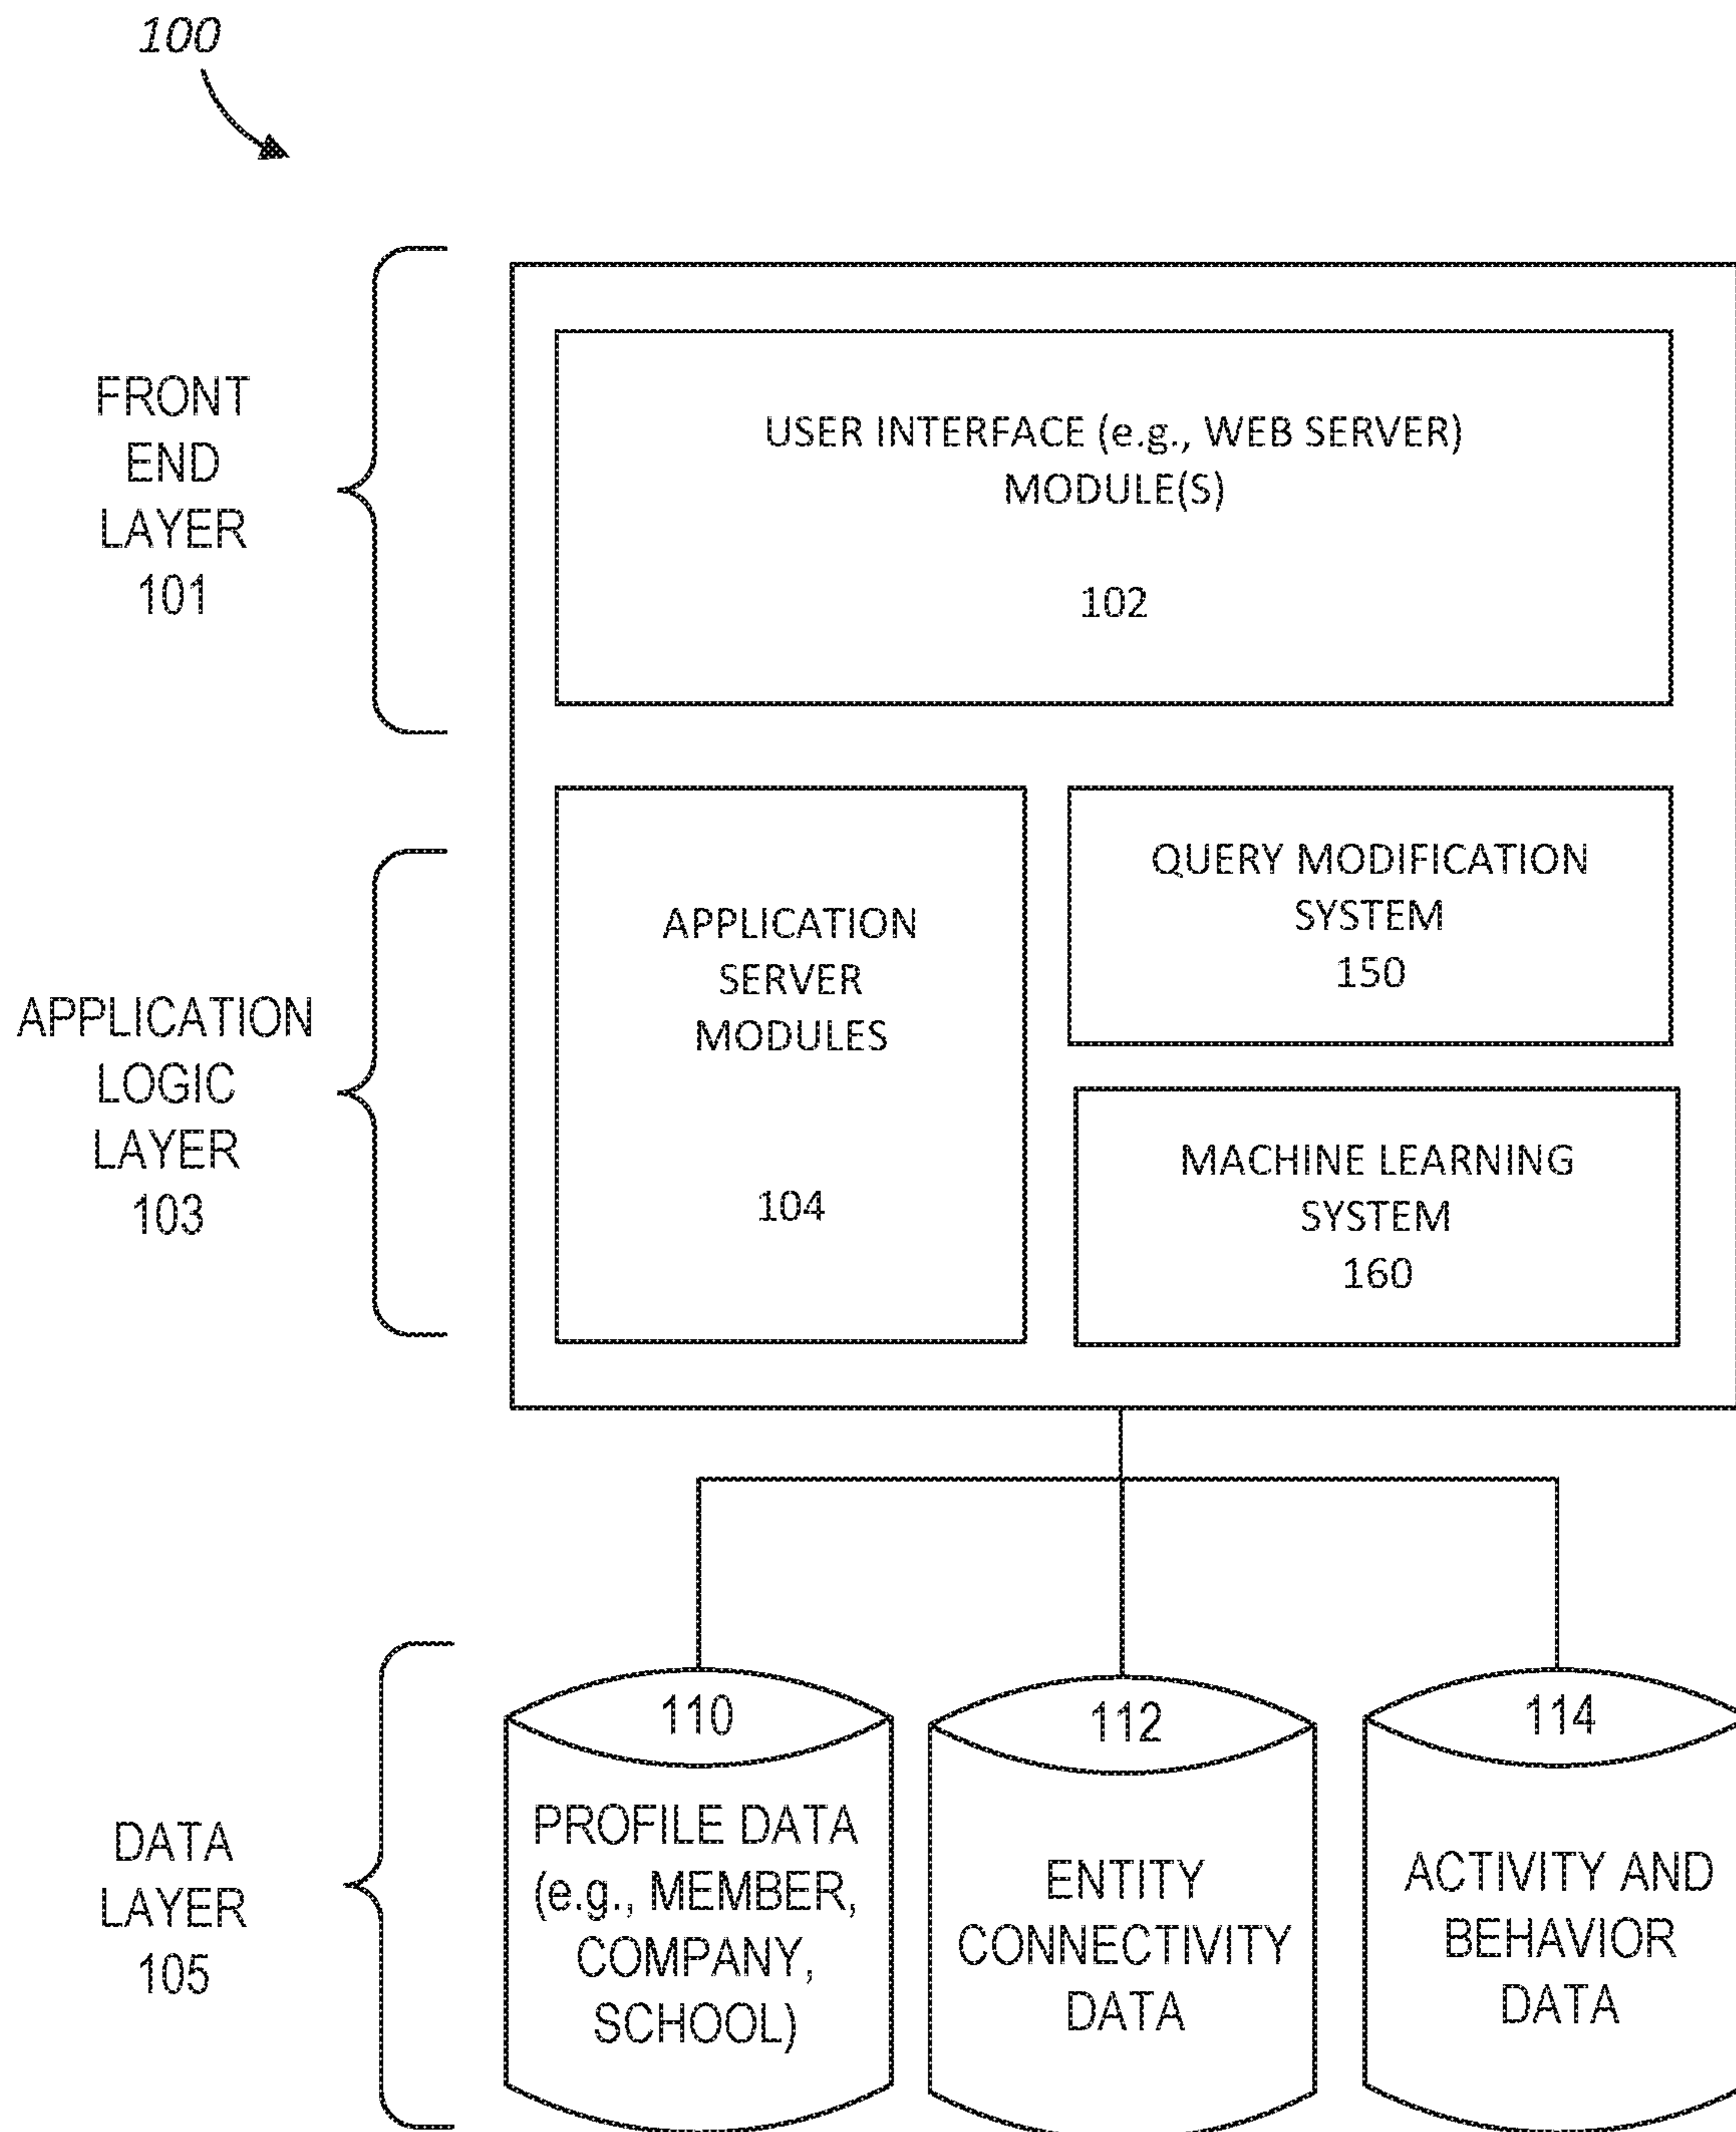 100
FRONT
END
LAYER
101
USER INTERFACE (e.g., WEB SERVER)
MODULE(S)
102
APPLICATION
LOGIC
LAYER
103
APPLICATION
SERVER
MODULES
104
QUERY MODIFICATION
SYSTEM
150
MACHINE LEARNING
SYSTEM
160
DATA
LAYER
105
110
PROFILE DATA
(e.g., MEMBER,
COMPANY,
SCHOOL)
112
ENTITY
CONNECTIVITY
DATA
114
ACTIVITY AND
BEHAVIOR
DATA